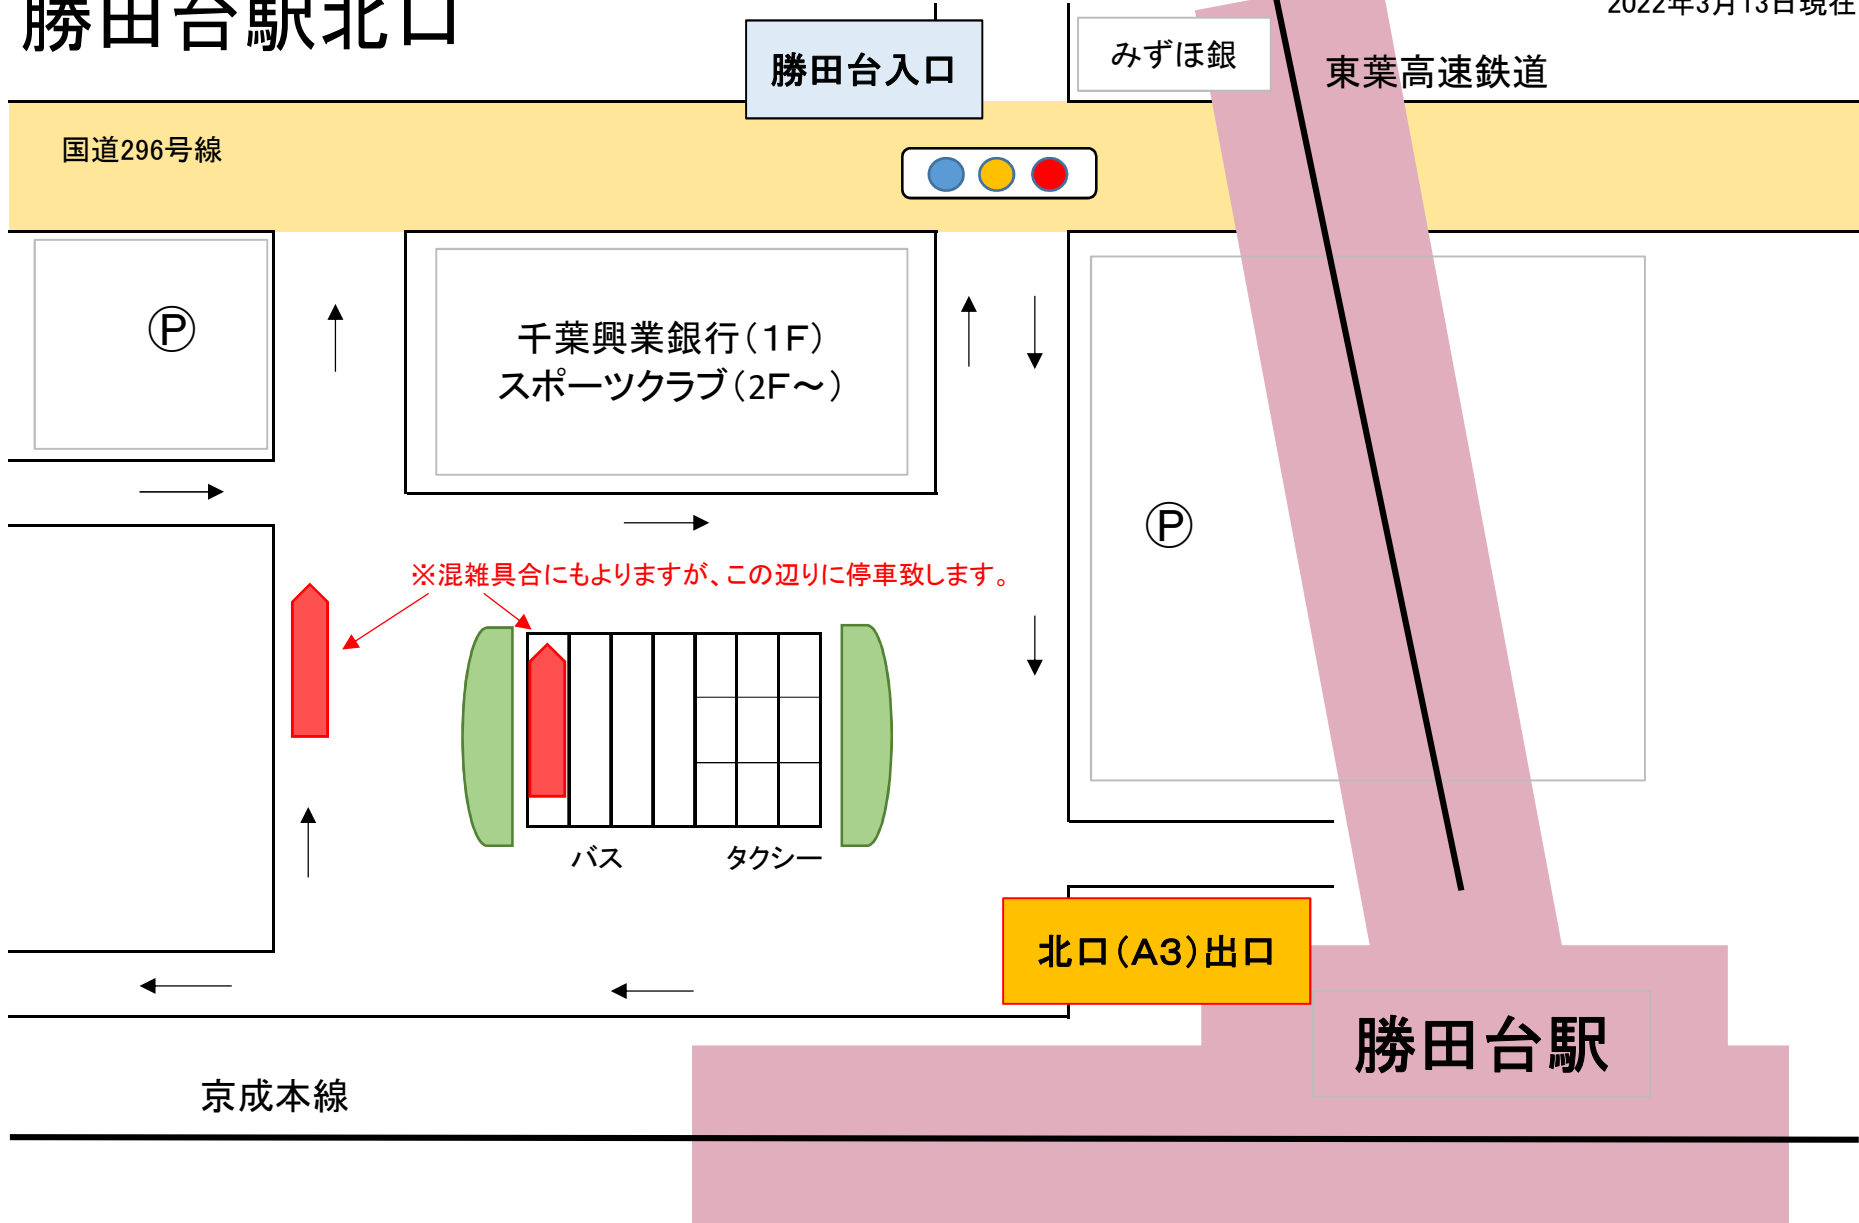 勝田台駅北口
2022年3月13日現在
勝田台入口
みずほ銀
東葉高速鉄道
国道296号線
Ⓟ
千葉興業銀行（１Ｆ）
スポーツクラブ（2F～）
Ⓟ
※混雑具合にもよりますが、この辺りに停車致します。
バス
タクシー
北口（A3）出口
勝田台駅
京成本線